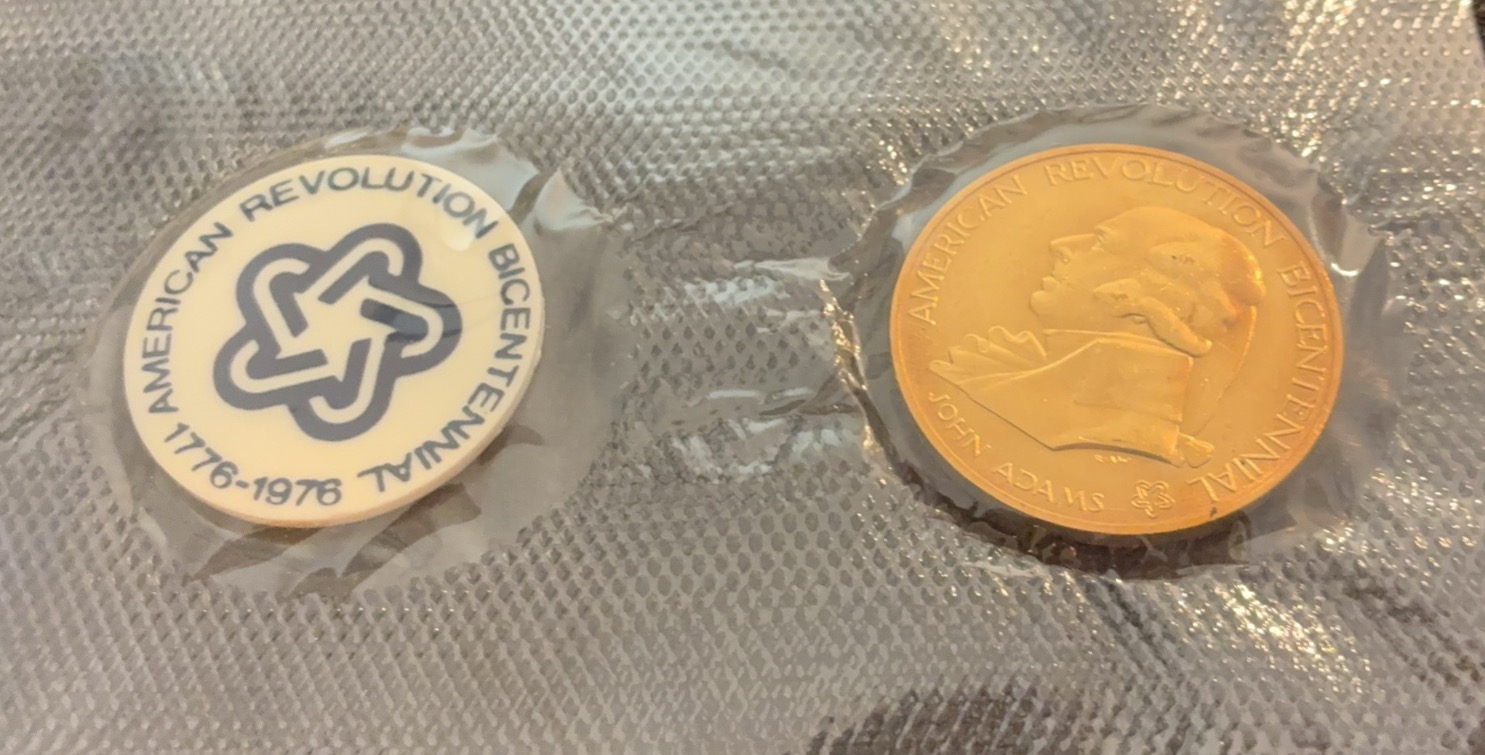 AMERICAN REVOLUTION BICENTENNIAL
1776-1976
AMERICAN REVOLUTION BICENTENNIAL
JOHN ADAMS